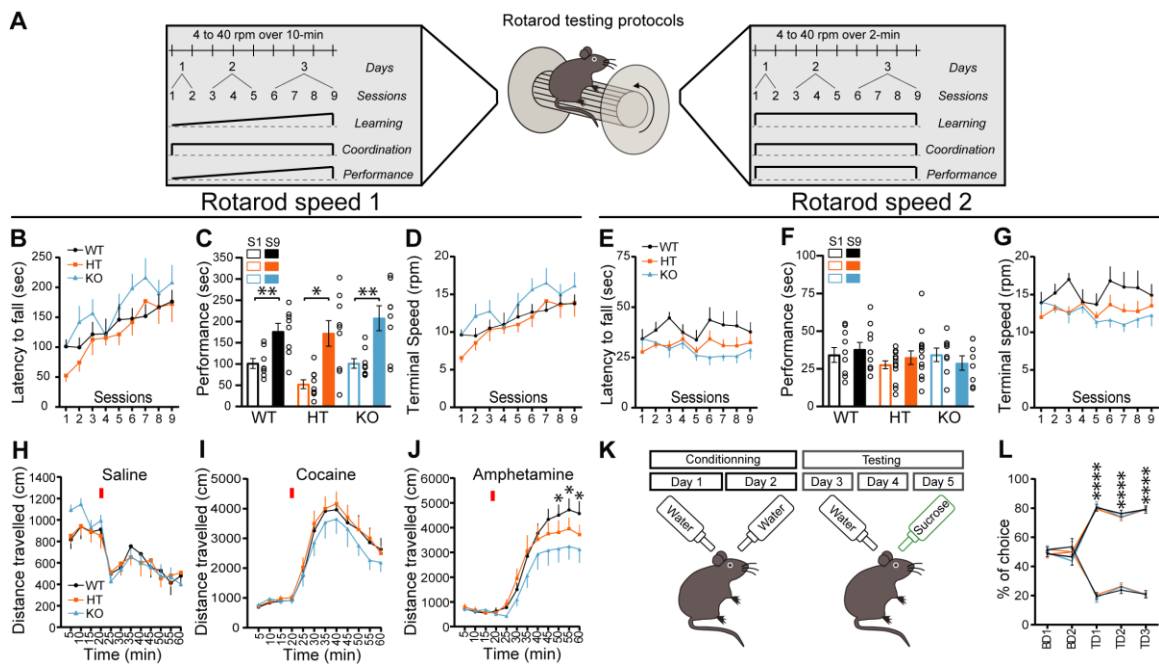 A
Rotarod testing protocols
4 to 40 rpm over 10-min
1 2 3 Days
1 2 3 4 5 6 7 8 9 Sessions
Learning
Coordination
Performance
4 to 40 rpm over 2-min
1 2 3 Days
1 2 3 4 5 6 7 8 9 Sessions
Learning
Coordination
Performance
Rotarod speed 1
Rotarod speed 2
B
WT
HT
KO
Latency to fall (sec)
250
200
150
100
50
0
Sessions
1 2 3 4 5 6 7 8 9
C
S1 S9
Performance (sec)
350
300
250
200
150
100
50
0
** * **
WT HT KO
D
Terminal Speed (rpm)
20
15
10
5
0
Sessions
1 2 3 4 5 6 7 8 9
E
WT
HT
KO
Latency to fall (sec)
75
50
25
0
Sessions
1 2 3 4 5 6 7 8 9
F
S1 S9
Performance (sec)
100
75
50
25
0
WT HT KO
G
Terminal speed (rpm)
20
15
10
5
0
Sessions
1 2 3 4 5 6 7 8 9
H
Saline
Distance travelled (cm)
1400
1200
1000
800
600
400
200
0
WT
HT
KO
5 10 15 20 25 30 35 40 45 50 55 60
Time (min)
I
Cocaine
Distance travelled (cm)
5000
4000
3000
2000
1000
0
5 10 15 20 25 30 35 40 45 50 55 60
Time (min)
J
Amphetamine
Distance travelled (cm)
6000
5000
4000
3000
2000
1000
0
* * *
5 10 15 20 25 30 35 40 45 50 55 60
Time (min)
K
Conditionning Testing
Day 1 Day 2 Day 3 Day 4 Day 5
Water Water Water Sucrose
L
% of choice
100
80
60
40
20
0
**** **** ****
BD1 BD2 TD1 TD2 TD3